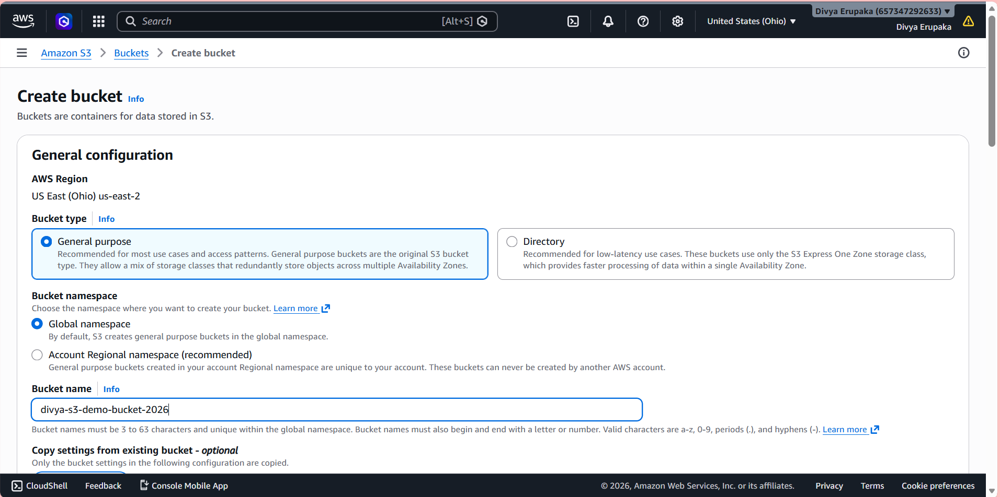 aws
Search [Alt+S]
United States (Ohio) ▼
Divya Erupaka (657347292633) ▼
Divya Erupaka
Amazon S3 > Buckets > Create bucket
Create bucket Info
Buckets are containers for data stored in S3.
General configuration
AWS Region
US East (Ohio) us-east-2
Bucket type Info
General purpose
Recommended for most use cases and access patterns. General purpose buckets are the original S3 bucket
type. They allow a mix of storage classes that redundantly store objects across multiple Availability Zones.
Directory
Recommended for low-latency use cases. These buckets use only the S3 Express One Zone storage class,
which provides faster processing of data within a single Availability Zone.
Bucket namespace
Choose the namespace where you want to create your bucket. Learn more
Global namespace
By default, S3 creates general purpose buckets in the global namespace.
Account Regional namespace (recommended)
General purpose buckets created in your account Regional namespace are unique to your account. These buckets can never be created by another AWS account.
Bucket name Info
divya-s3-demo-bucket-2026
Bucket names must be 3 to 63 characters and unique within the global namespace. Bucket names must also begin and end with a letter or number. Valid characters are a-z, 0-9, periods (.), and hyphens (-). Learn more
Copy settings from existing bucket - optional
Only the bucket settings in the following configuration are copied.
CloudShell Feedback Console Mobile App © 2026, Amazon Web Services, Inc. or its affiliates. Privacy Terms Cookie preferences